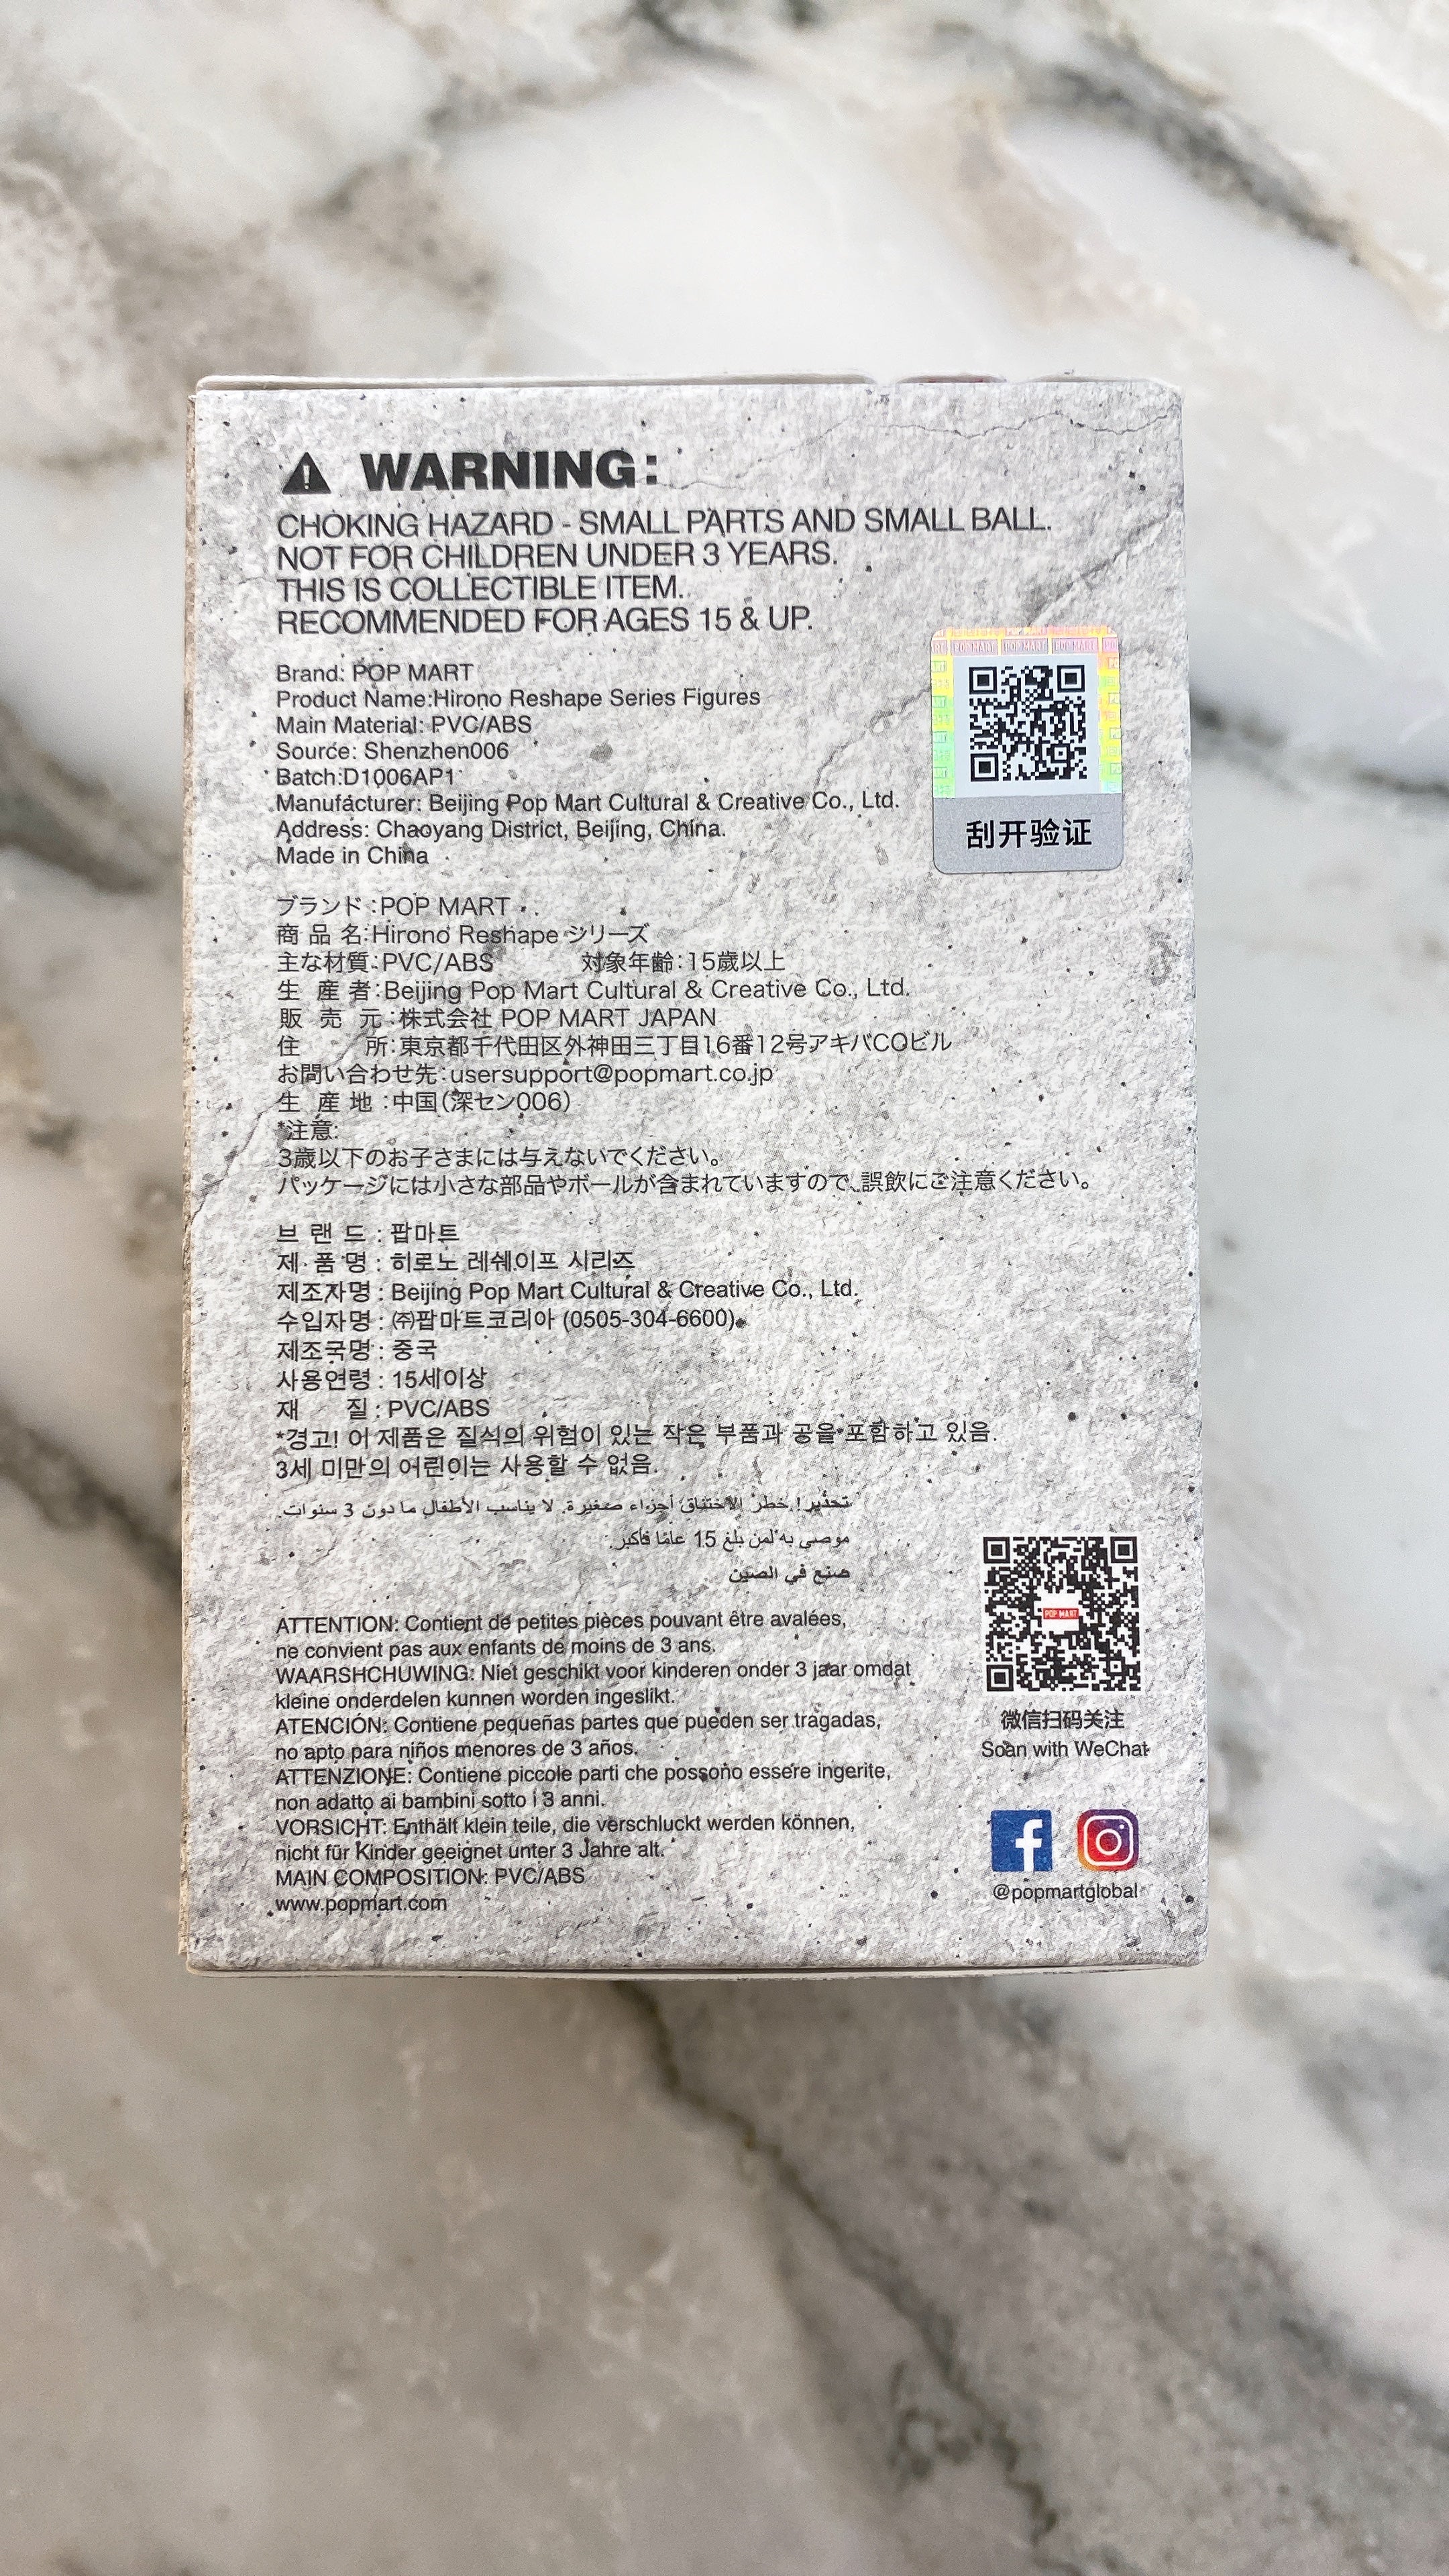 WARNING:
CHOKING HAZARD - SMALL PARTS AND SMALL BALL.
NOT FOR CHILDREN UNDER 3 YEARS.
THIS IS COLLECTIBLE ITEM.
RECOMMENDED FOR AGES 15 & UP.
Brand: POP MART
Product Name:Hirono Reshape Series Figures
Main Material: PVC/ABS
Source: Shenzhen006
Batch:D1006AP1
Manufacturer: Beijing Pop Mart Cultural & Creative Co., Ltd.
Address: Chaoyang District, Beijing, China.
Made in China
POP MART POP MART POP MART
刮开验证
ブランド:POP MART
商品名:Hirono Reshape シリーズ
主な材質:PVC/ABS 対象年齢:15歳以上
生産者:Beijing Pop Mart Cultural & Creative Co., Ltd.
販売元:株式会社 POP MART JAPAN
住所:東京都千代田区外神田三丁目16番12号アキバCOビル
お問い合わせ先:usersupport@popmart.co.jp
生産地:中国(深セン006)
*注意:
3歳以下のお子さまには与えないでください。
パッケージには小さな部品やボールが含まれていますので、誤飲にご注意ください。
브랜드 : 팝마트
제품명 : 히로노 레쉐이프 시리즈
제조자명 : Beijing Pop Mart Cultural & Creative Co., Ltd.
수입자명 : ㈜팝마트코리아 (0505-304-6600)
제조국명 : 중국
사용연령 : 15세이상
재질 : PVC/ABS
*경고! 어 제품은 질식의 위험이 있는 작은 부품과 공을 포함하고 있음.
3세 미만의 어린이는 사용할 수 없음.
تحذير! خطر الاختناق أجزاء صغيرة. لا يناسب الأطفال ما دون 3 سنوات.
موصى به لمن بلغ 15 عامًا فأكبر.
صنع في الصين
ATTENTION: Contient de petites pièces pouvant être avalées,
ne convient pas aux enfants de moins de 3 ans.
WAARSHCHUWING: Niet geschikt voor kinderen onder 3 jaar omdat
kleine onderdelen kunnen worden ingeslikt.
ATENCIÓN: Contiene pequeñas partes que pueden ser tragadas,
no apto para niños menores de 3 años.
ATTENZIONE: Contiene piccole parti che possono essere ingerite,
non adatto ai bambini sotto i 3 anni.
VORSICHT: Enthält klein teile, die verschluckt werden können,
nicht für Kinder geeignet unter 3 Jahre alt.
MAIN COMPOSITION: PVC/ABS
www.popmart.com
POP MART
微信扫码关注
Scan with WeChat
@popmartglobal